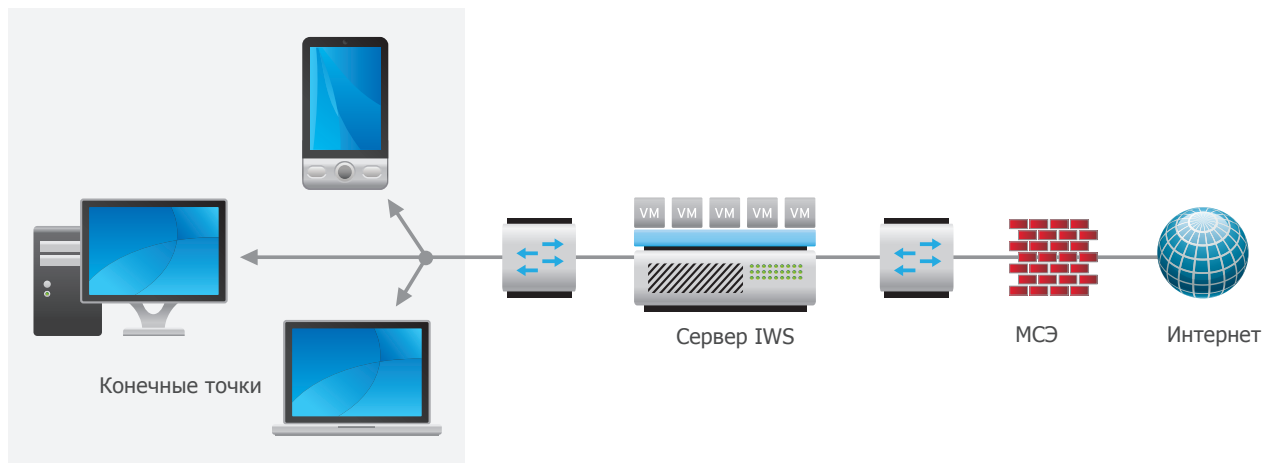 VM VM VM VM VM
Сервер IWS
МСЭ
Интернет
Конечные точки